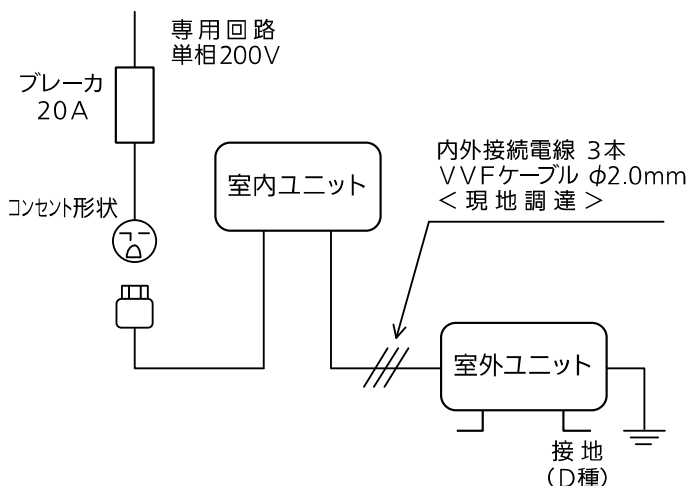 専用回路
単相200V
ブレーカ
20A
コンセント形状
室内ユニット
内外接続電線 3本
VVFケーブル φ2.0mm
<現地調達>
室外ユニット
接地
(D種)